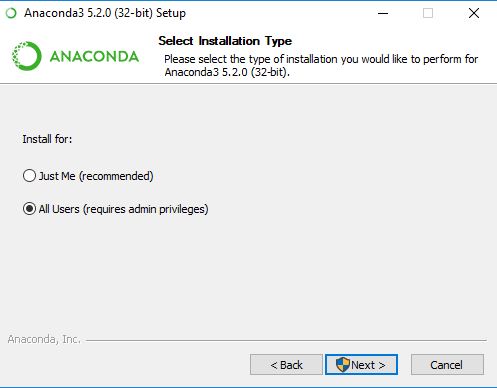 Anaconda3 5.2.0 (32-bit) Setup
ANACONDA
Select Installation Type
Please select the type of installation you would like to perform for
Anaconda3 5.2.0 (32-bit).
Install for:
Just Me (recommended)
All Users (requires admin privileges)
Anaconda, Inc.
< Back
Next >
Cancel